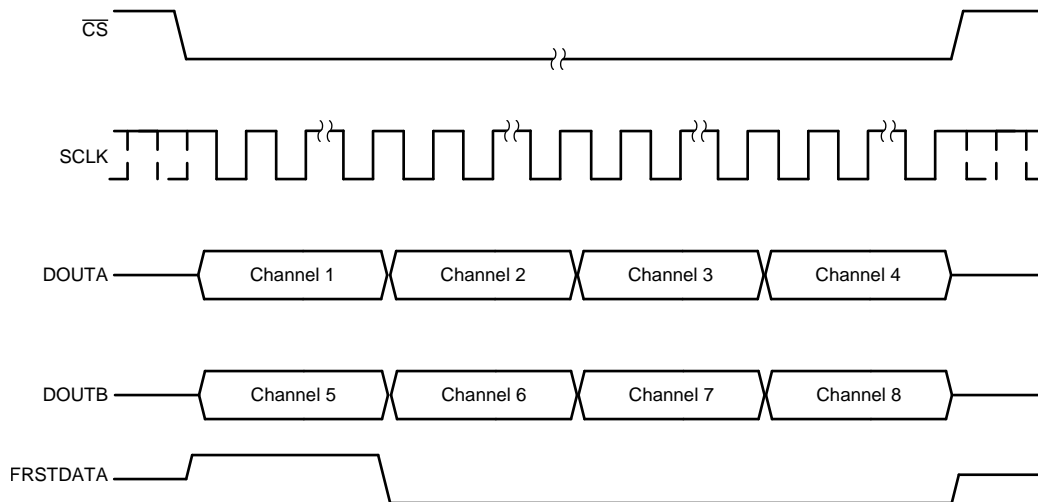 C̅S̅
SCLK
DOUTA
Channel 1 Channel 2 Channel 3 Channel 4
DOUTB
Channel 5 Channel 6 Channel 7 Channel 8
FRSTDATA